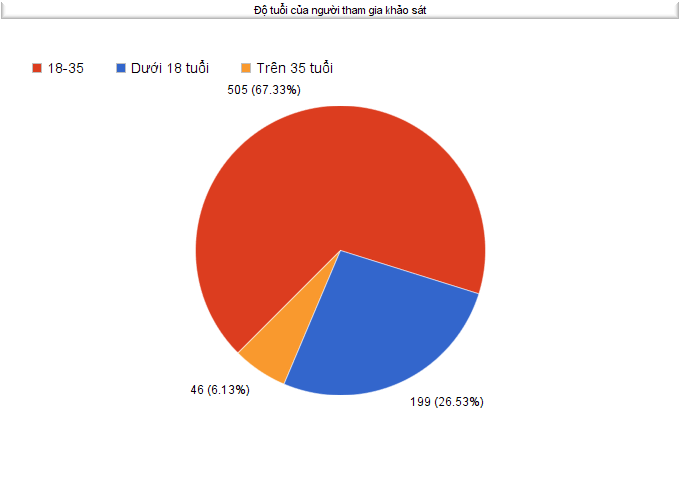 Độ tuổi của người tham gia khảo sát
18-35 Dưới 18 tuổi Trên 35 tuổi
505 (67.33%)
46 (6.13%)
199 (26.53%)